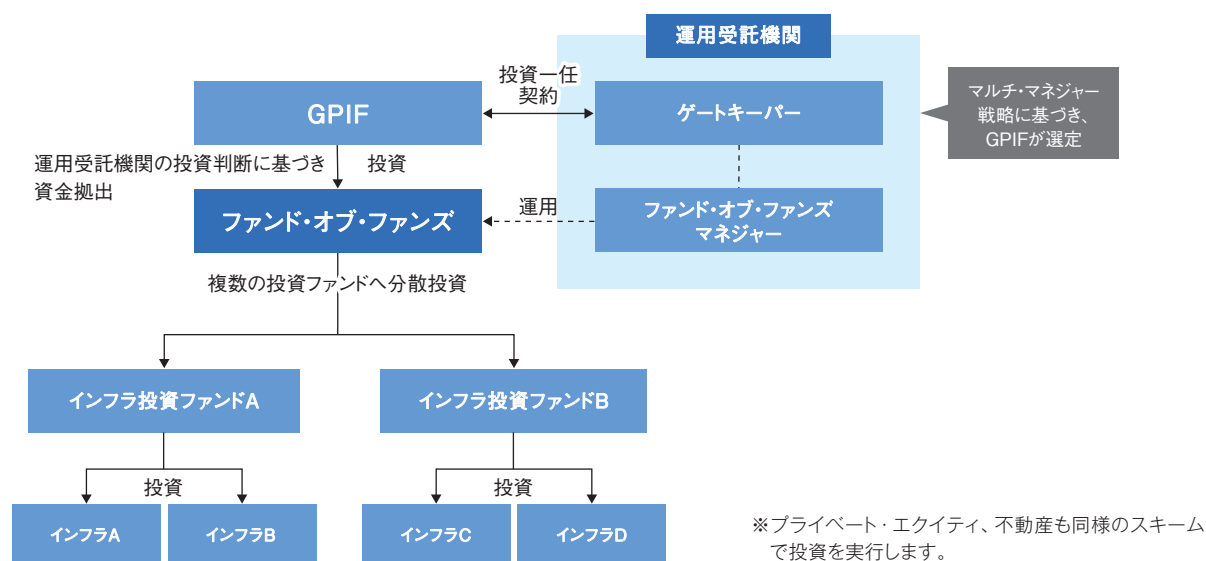 運用受託機関
投資一任
契約
GPIF
ゲートキーパー
マルチ・マネジャー
戦略に基づき、
GPIFが選定
運用受託機関の投資判断に基づき
資金拠出
投資
ファンド・オブ・ファンズ
運用
ファンド・オブ・ファンズ
マネジャー
複数の投資ファンドへ分散投資
インフラ投資ファンドA
インフラ投資ファンドB
投資
投資
インフラA
インフラB
インフラC
インフラD
※プライベート・エクイティ、不動産も同様のスキーム
で投資を実行します。